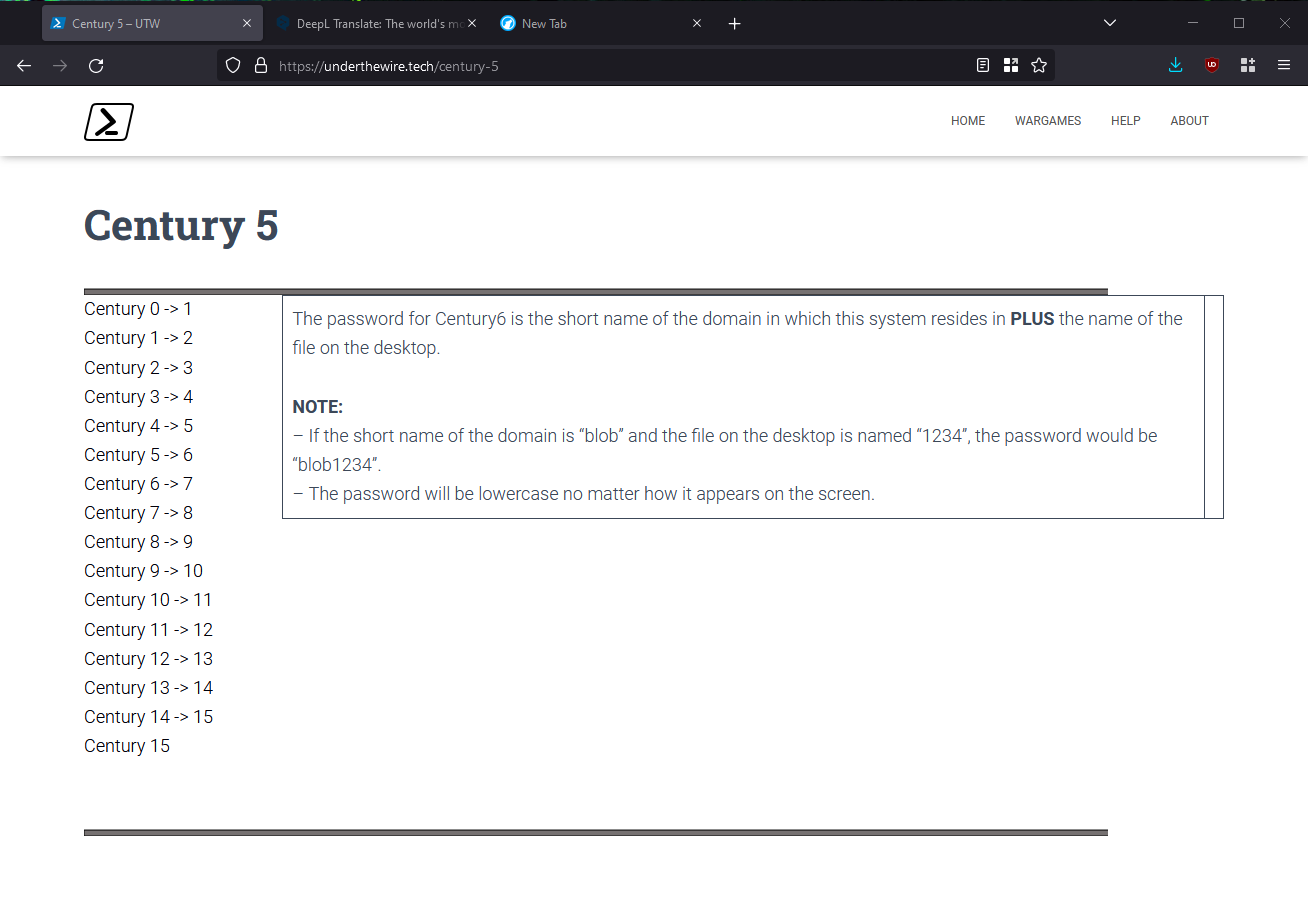 Century 5 – UTW
DeepL Translate: The world's mo
New Tab
https://underthewire.tech/century-5
HOME WARGAMES HELP ABOUT
Century 5
Century 0 -> 1
Century 1 -> 2
Century 2 -> 3
Century 3 -> 4
Century 4 -> 5
Century 5 -> 6
Century 6 -> 7
Century 7 -> 8
Century 8 -> 9
Century 9 -> 10
Century 10 -> 11
Century 11 -> 12
Century 12 -> 13
Century 13 -> 14
Century 14 -> 15
Century 15
The password for Century6 is the short name of the domain in which this system resides in PLUS the name of the
file on the desktop.
NOTE:
– If the short name of the domain is “blob” and the file on the desktop is named “1234”, the password would be
“blob1234”.
– The password will be lowercase no matter how it appears on the screen.